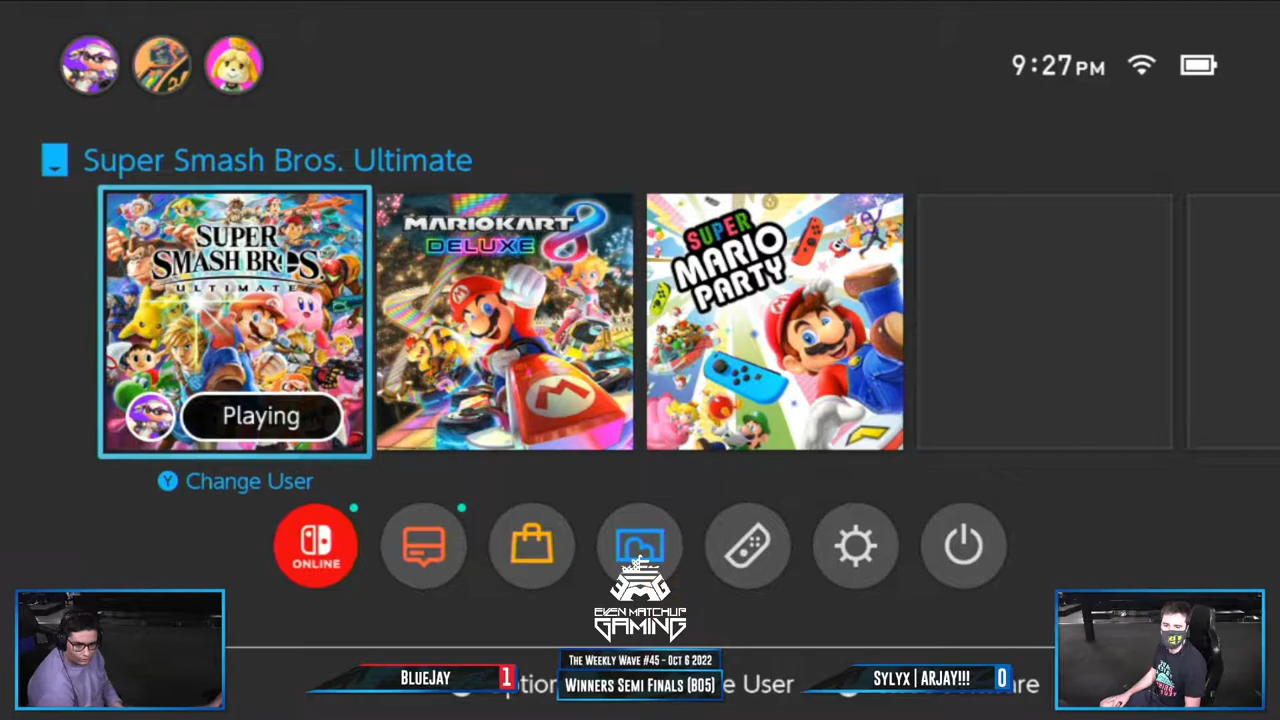 9:27PM
Super Smash Bros. Ultimate
SUPER
SMASH BROS.
ULTIMATE
Playing
MARIOKART 8
DELUXE
SUPER
MARIO
PARTY
Y Change User
ONLINE
EVEN MATCHUP
GAMING
THE WEEKLY WAVE #45 - OCT 6 2022
BLUEJAY 1
WINNERS SEMI FINALS (BO5)
SYLYX | ARJAY!!! 0